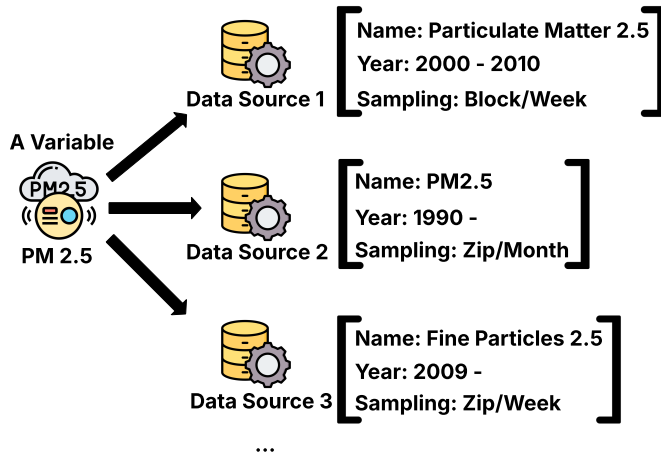 Name: Particulate Matter 2.5
Year: 2000 - 2010
Sampling: Block/Week
Data Source 1
A Variable
PM2.5
PM 2.5
Name: PM2.5
Year: 1990 -
Sampling: Zip/Month
Data Source 2
Name: Fine Particles 2.5
Year: 2009 -
Sampling: Zip/Week
Data Source 3
...